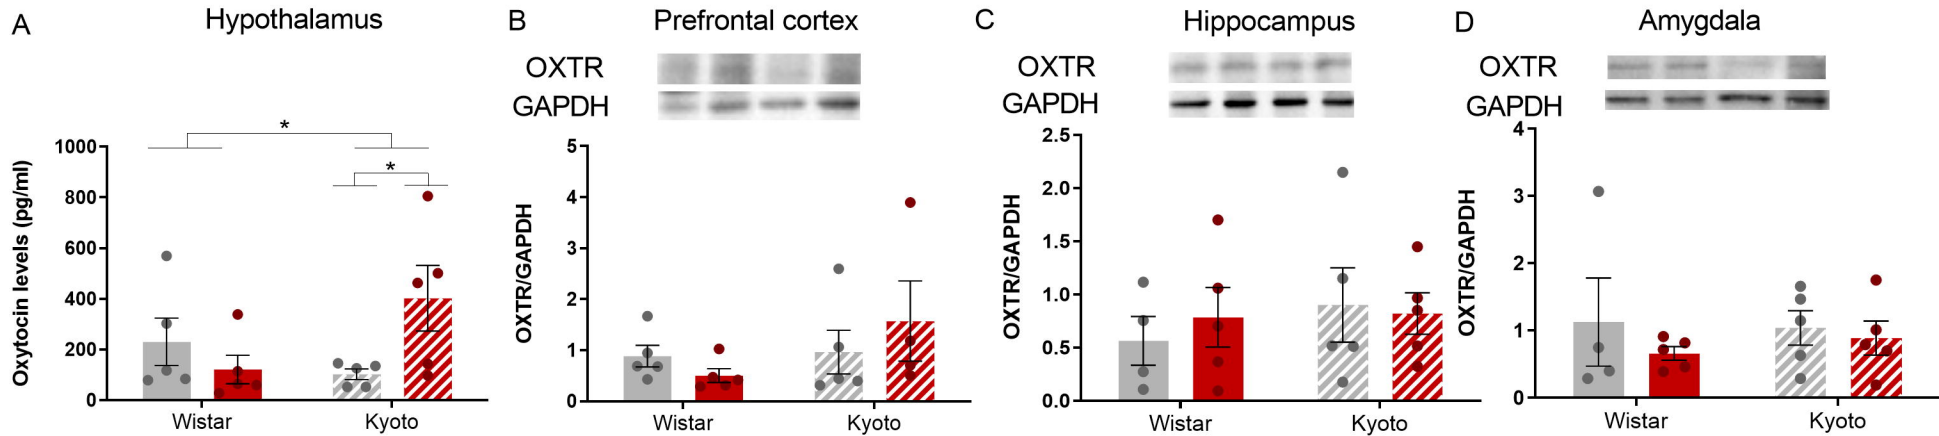 A
Hypothalamus
*
*
Oxytocin levels (pg/ml)
1000
800
600
400
200
0
Wistar
Kyoto
B
Prefrontal cortex
OXTR
GAPDH
OXTR/GAPDH
5
4
3
2
1
0
Wistar
Kyoto
C
Hippocampus
OXTR
GAPDH
OXTR/GAPDH
2.5
2.0
1.5
1.0
0.5
0.0
Wistar
Kyoto
D
Amygdala
OXTR
GAPDH
OXTR/GAPDH
4
3
2
1
0
Wistar
Kyoto